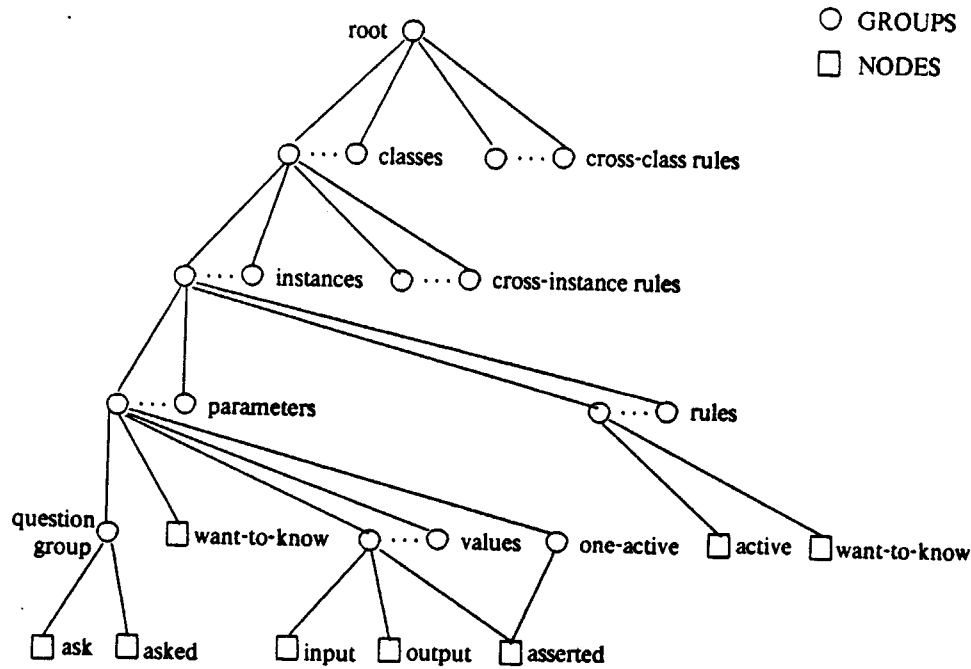 root
GROUPS
NODES
classes
cross-class rules
instances
cross-instance rules
parameters
rules
question
group
want-to-know
values
one-active
active
want-to-know
ask
asked
input
output
asserted